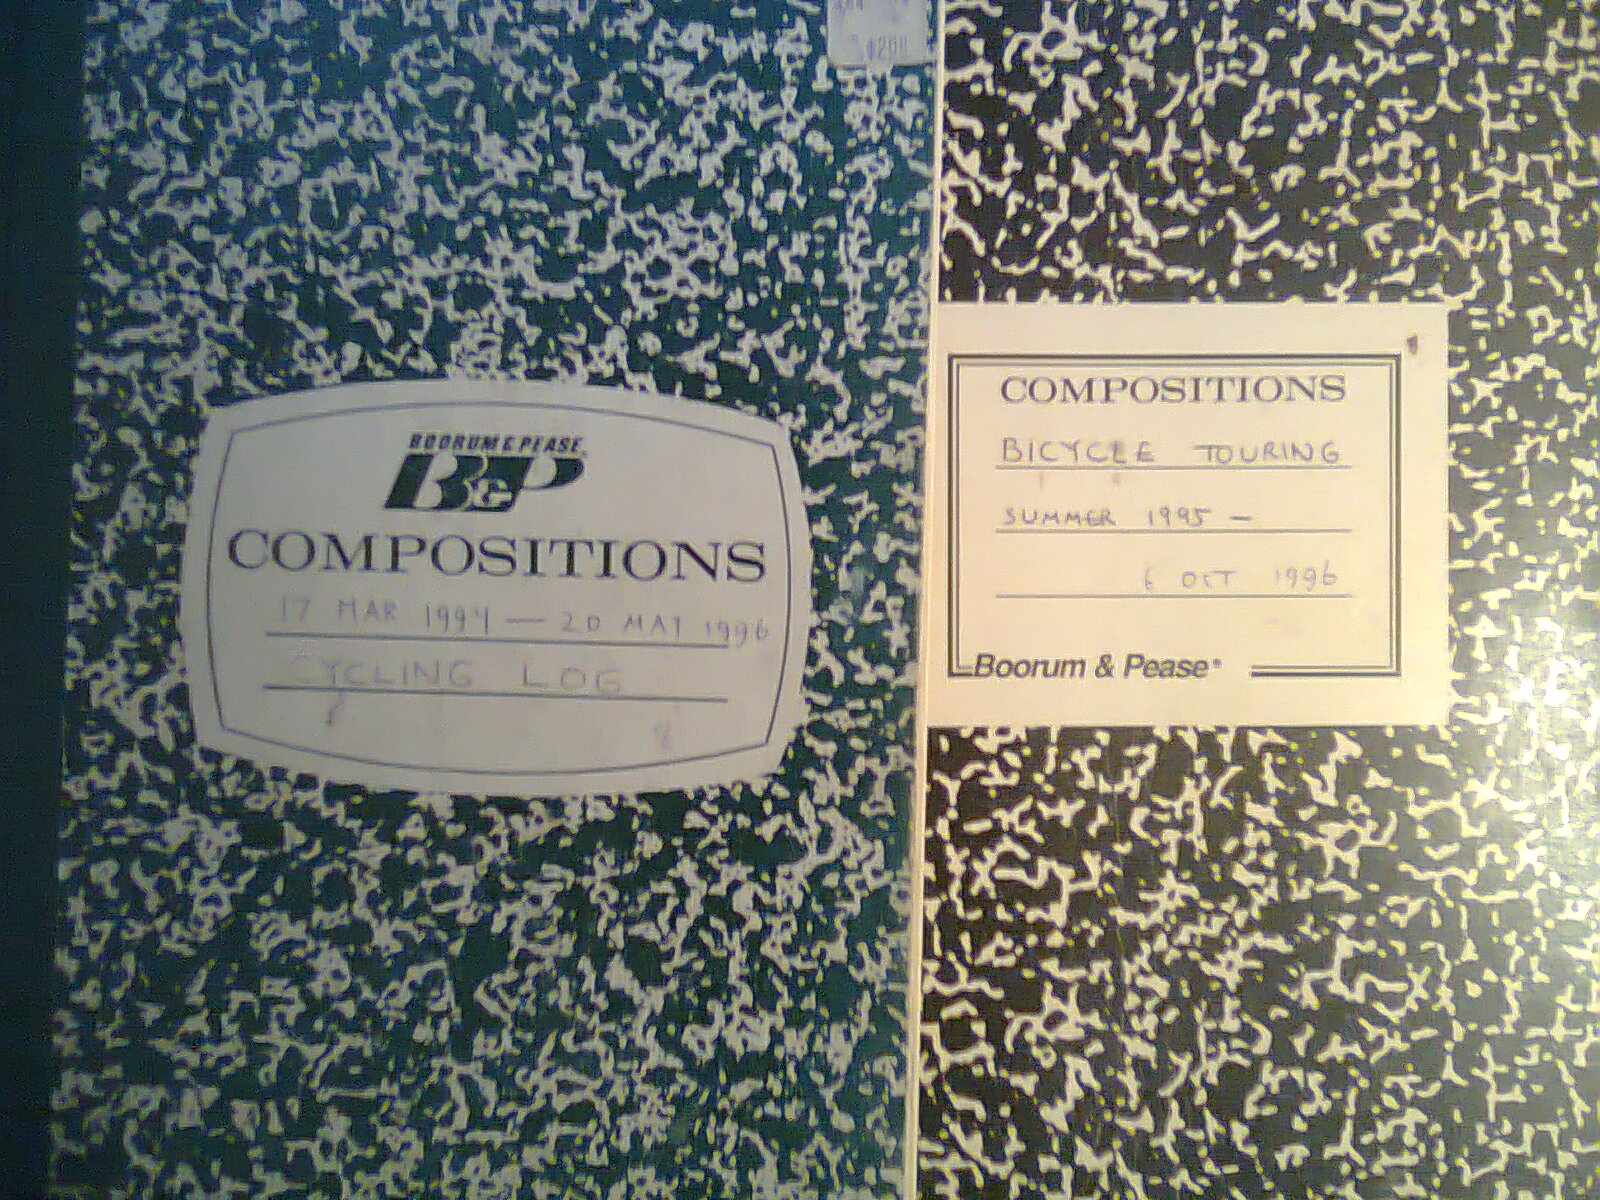 BOORUM & PEASE
B&P
COMPOSITIONS
17 MAR 1994 — 20 MAY 1996
CYCLING LOG
COMPOSITIONS
BICYCLE TOURING
SUMMER 1995 —
6 OCT 1996
Boorum & Pease®